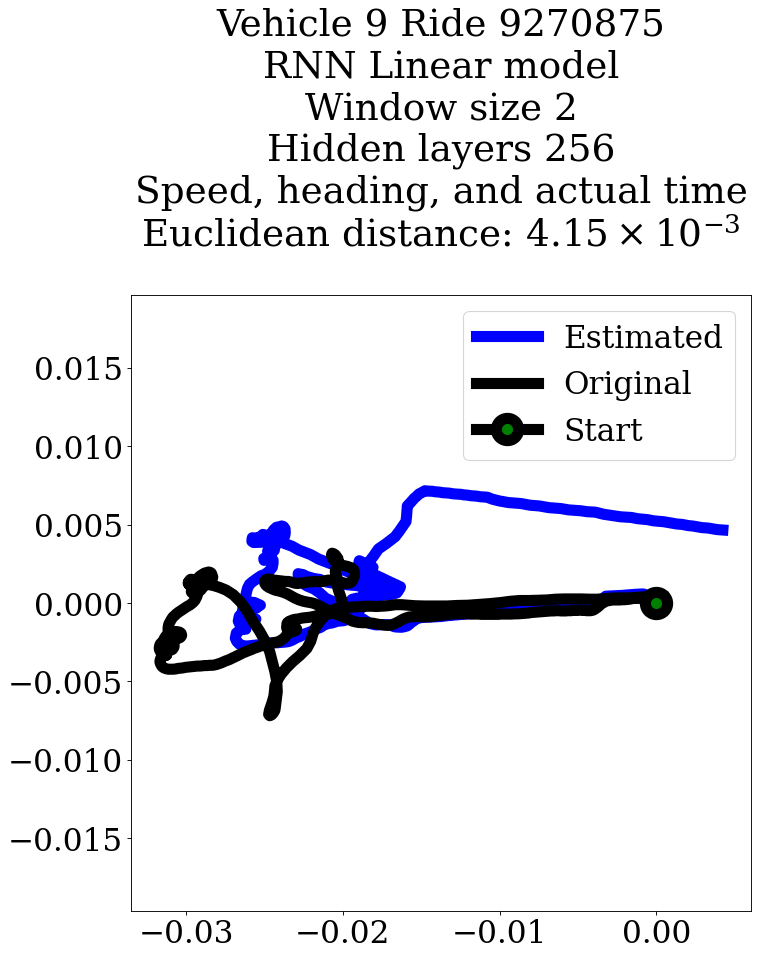 Vehicle 9 Ride 9270875
RNN Linear model
Window size 2
Hidden layers 256
Speed, heading, and actual time
Euclidean distance: 4.15 × 10⁻³
Estimated
Original
Start
0.015
0.010
0.005
0.000
−0.005
−0.010
−0.015
−0.03 −0.02 −0.01 0.00